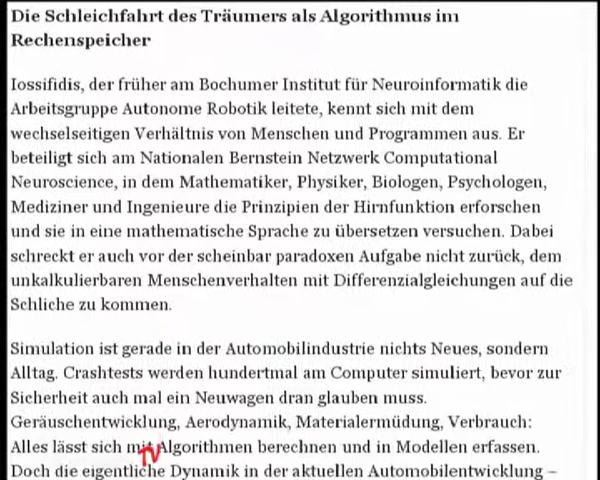 Die Schleichfahrt des Träumers als Algorithmus im
Rechenspeicher
Iossifidis, der früher am Bochumer Institut für Neuroinformatik die
Arbeitsgruppe Autonome Robotik leitete, kennt sich mit dem
wechselseitigen Verhältnis von Menschen und Programmen aus. Er
beteiligt sich am Nationalen Bernstein Netzwerk Computational
Neuroscience, in dem Mathematiker, Physiker, Biologen, Psychologen,
Mediziner und Ingenieure die Prinzipien der Hirnfunktion erforschen
und sie in eine mathematische Sprache zu übersetzen versuchen. Dabei
schreckt er auch vor der scheinbar paradoxen Aufgabe nicht zurück, dem
unkalkulierbaren Menschenverhalten mit Differenzialgleichungen auf die
Schliche zu kommen.
Simulation ist gerade in der Automobilindustrie nichts Neues, sondern
Alltag. Crashtests werden hundertmal am Computer simuliert, bevor zur
Sicherheit auch mal ein Neuwagen dran glauben muss.
Geräuschentwicklung, Aerodynamik, Materialermüdung, Verbrauch:
Alles lässt sich mit Algorithmen berechnen und in Modellen erfassen.
TV
Doch die eigentliche Dynamik in der aktuellen Automobilentwicklung –